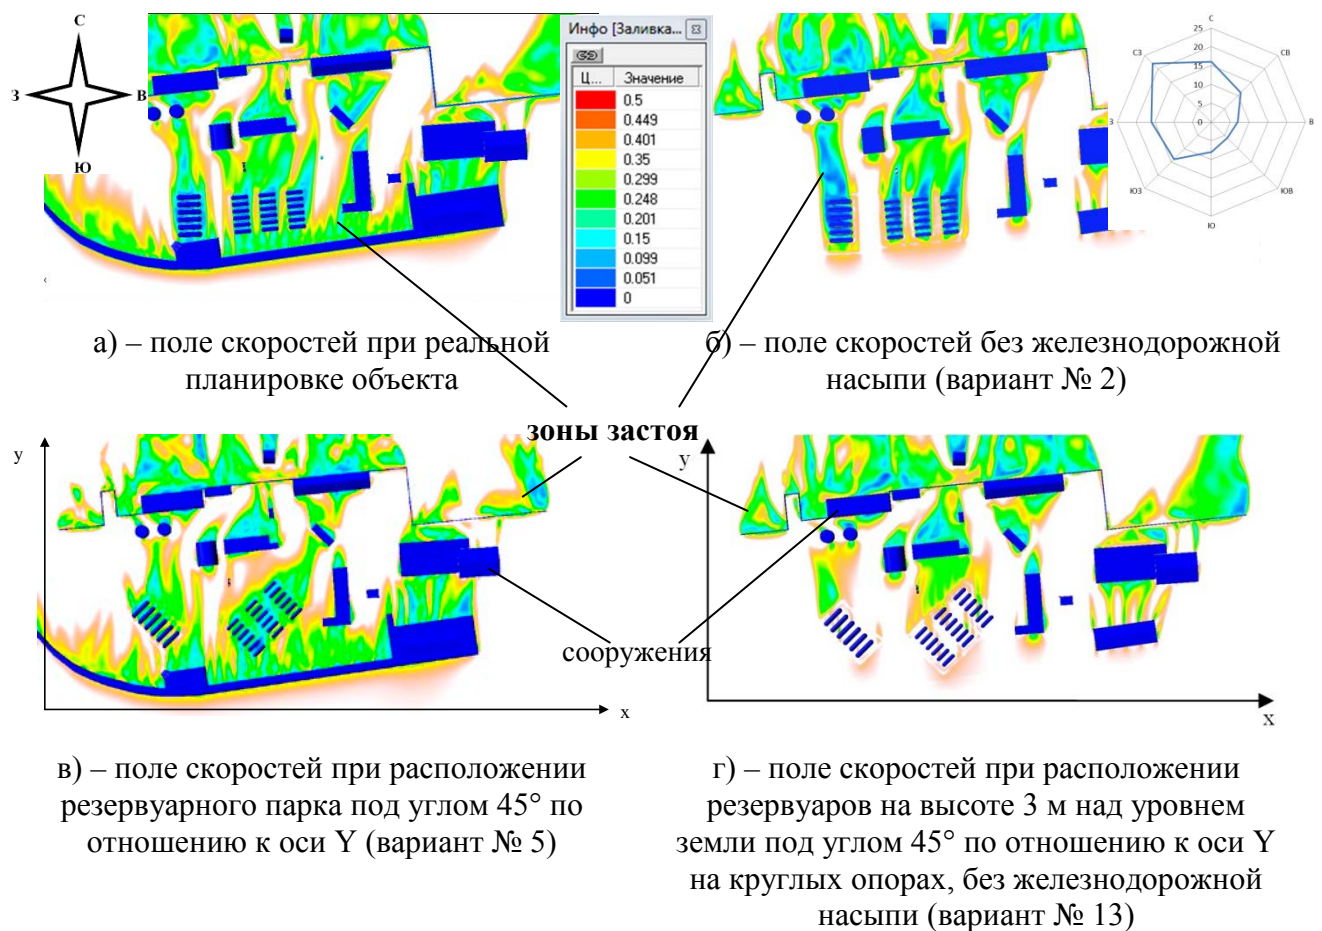 С
З
В
Ю
Инфо [Заливка...
Ц...
Значение
0.5
0.449
0.401
0.35
0.299
0.248
0.201
0.15
0.099
0.051
0
С
СВ
В
ЮВ
Ю
ЮЗ
З
СЗ
25
20
15
10
5
0
а) – поле скоростей при реальной
планировке объекта
б) – поле скоростей без железнодорожной
насыпи (вариант № 2)
зоны застоя
y
x
y
x
сооружения
в) – поле скоростей при расположении
резервуарного парка под углом 45° по
отношению к оси Y (вариант № 5)
г) – поле скоростей при расположении
резервуаров на высоте 3 м над уровнем
земли под углом 45° по отношению к оси Y
на круглых опорах, без железнодорожной
насыпи (вариант № 13)